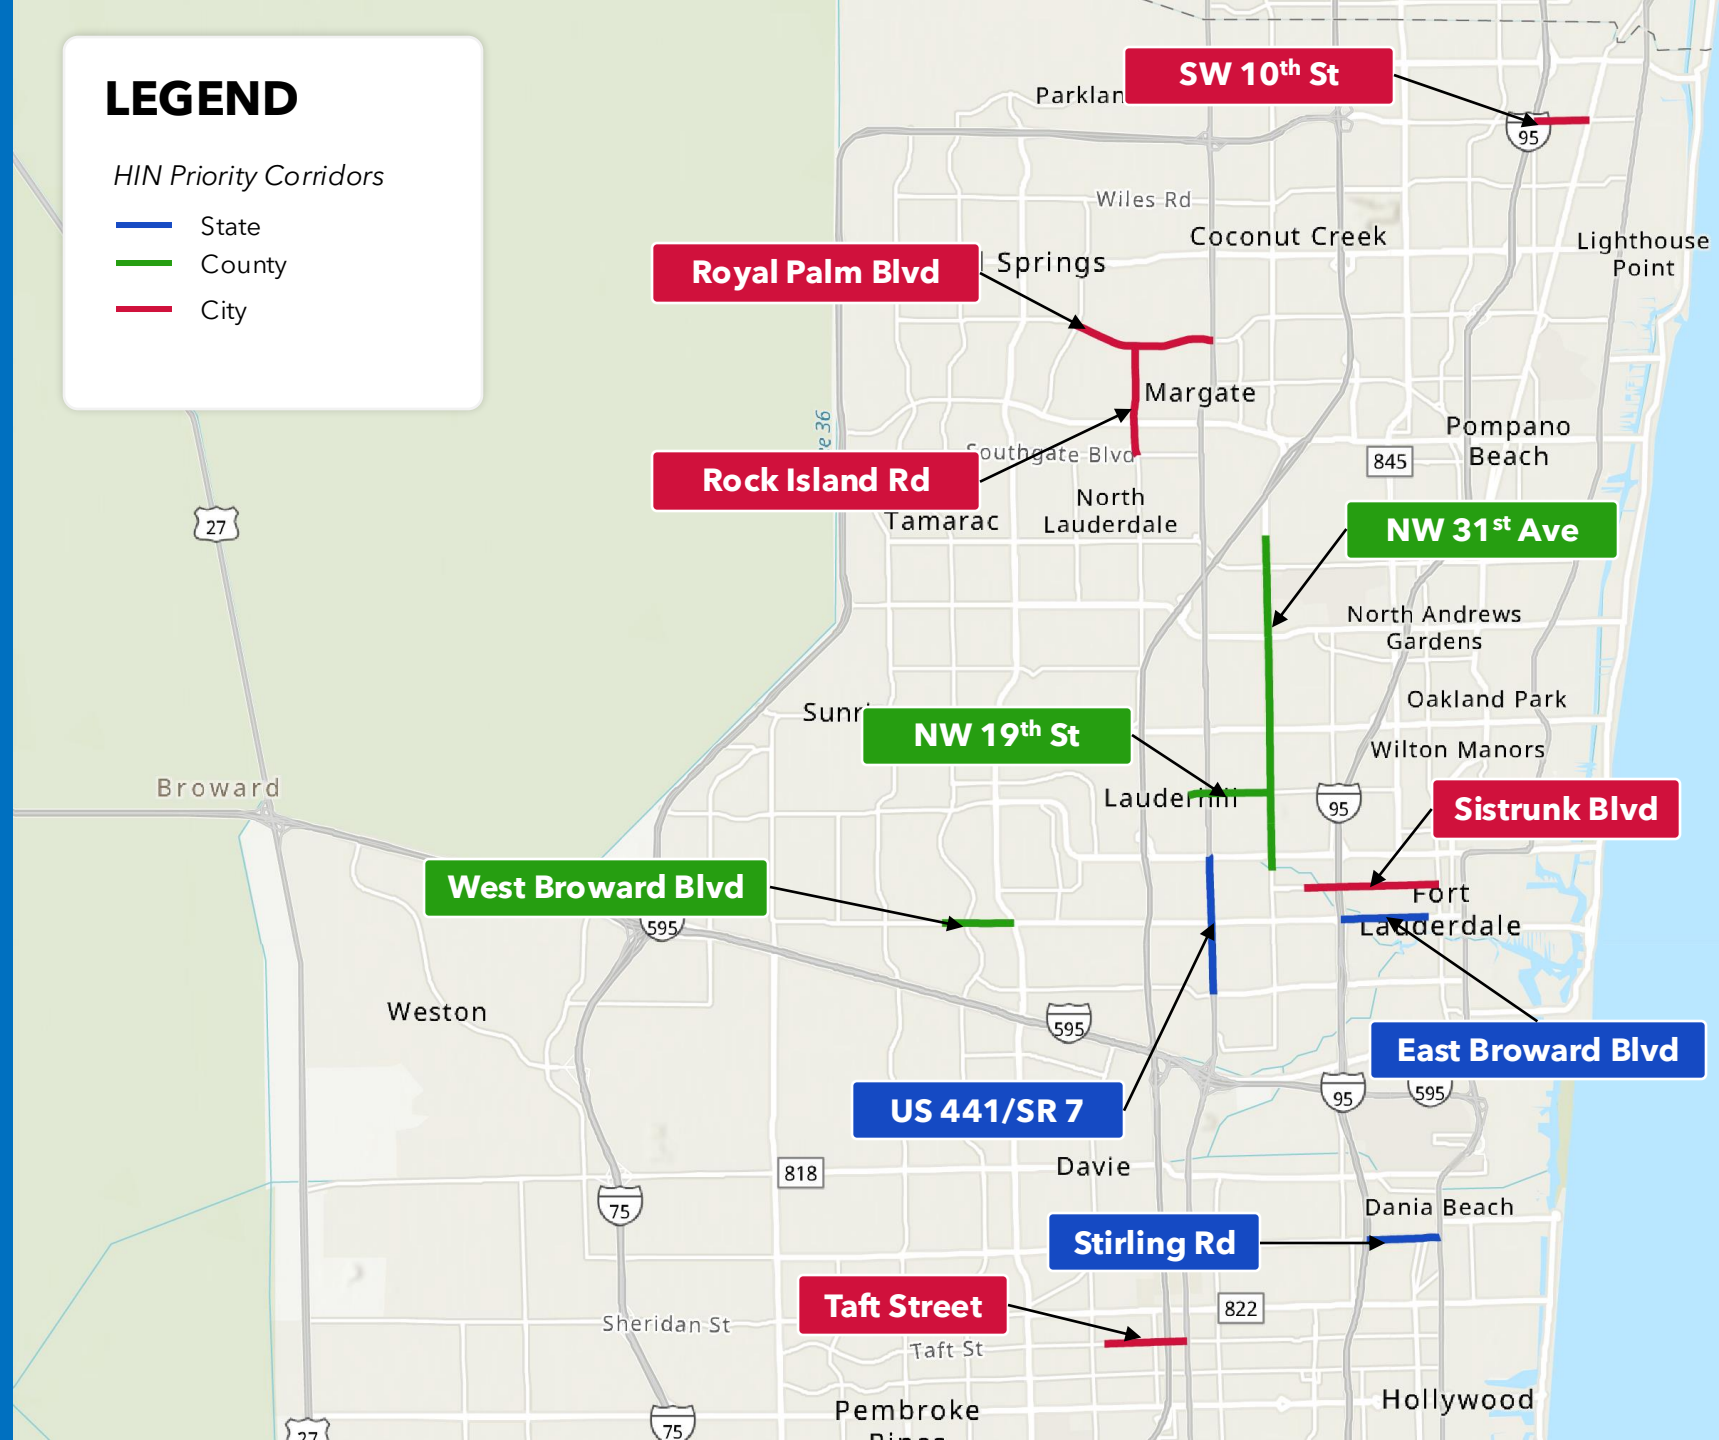 LEGEND
HIN Priority Corridors
State
County
City
SW 10th St
Parklan
95
Wiles Rd
Coconut Creek
Lighthouse
Point
Royal Palm Blvd
Springs
Margate
Pompano
Beach
845
Southgate Blvd
Rock Island Rd
North
Lauderdale
Tamarac
27
NW 31st Ave
North Andrews
Gardens
Oakland Park
Sunri
NW 19th St
Wilton Manors
Broward
Lauderhill
95
Sistrunk Blvd
West Broward Blvd
Fort
Lauderdale
595
Weston
595
East Broward Blvd
95
595
US 441/SR 7
Davie
818
75
Dania Beach
Stirling Rd
Taft Street
822
Sheridan St
Taft St
Hollywood
Pembroke
Pines
75
27